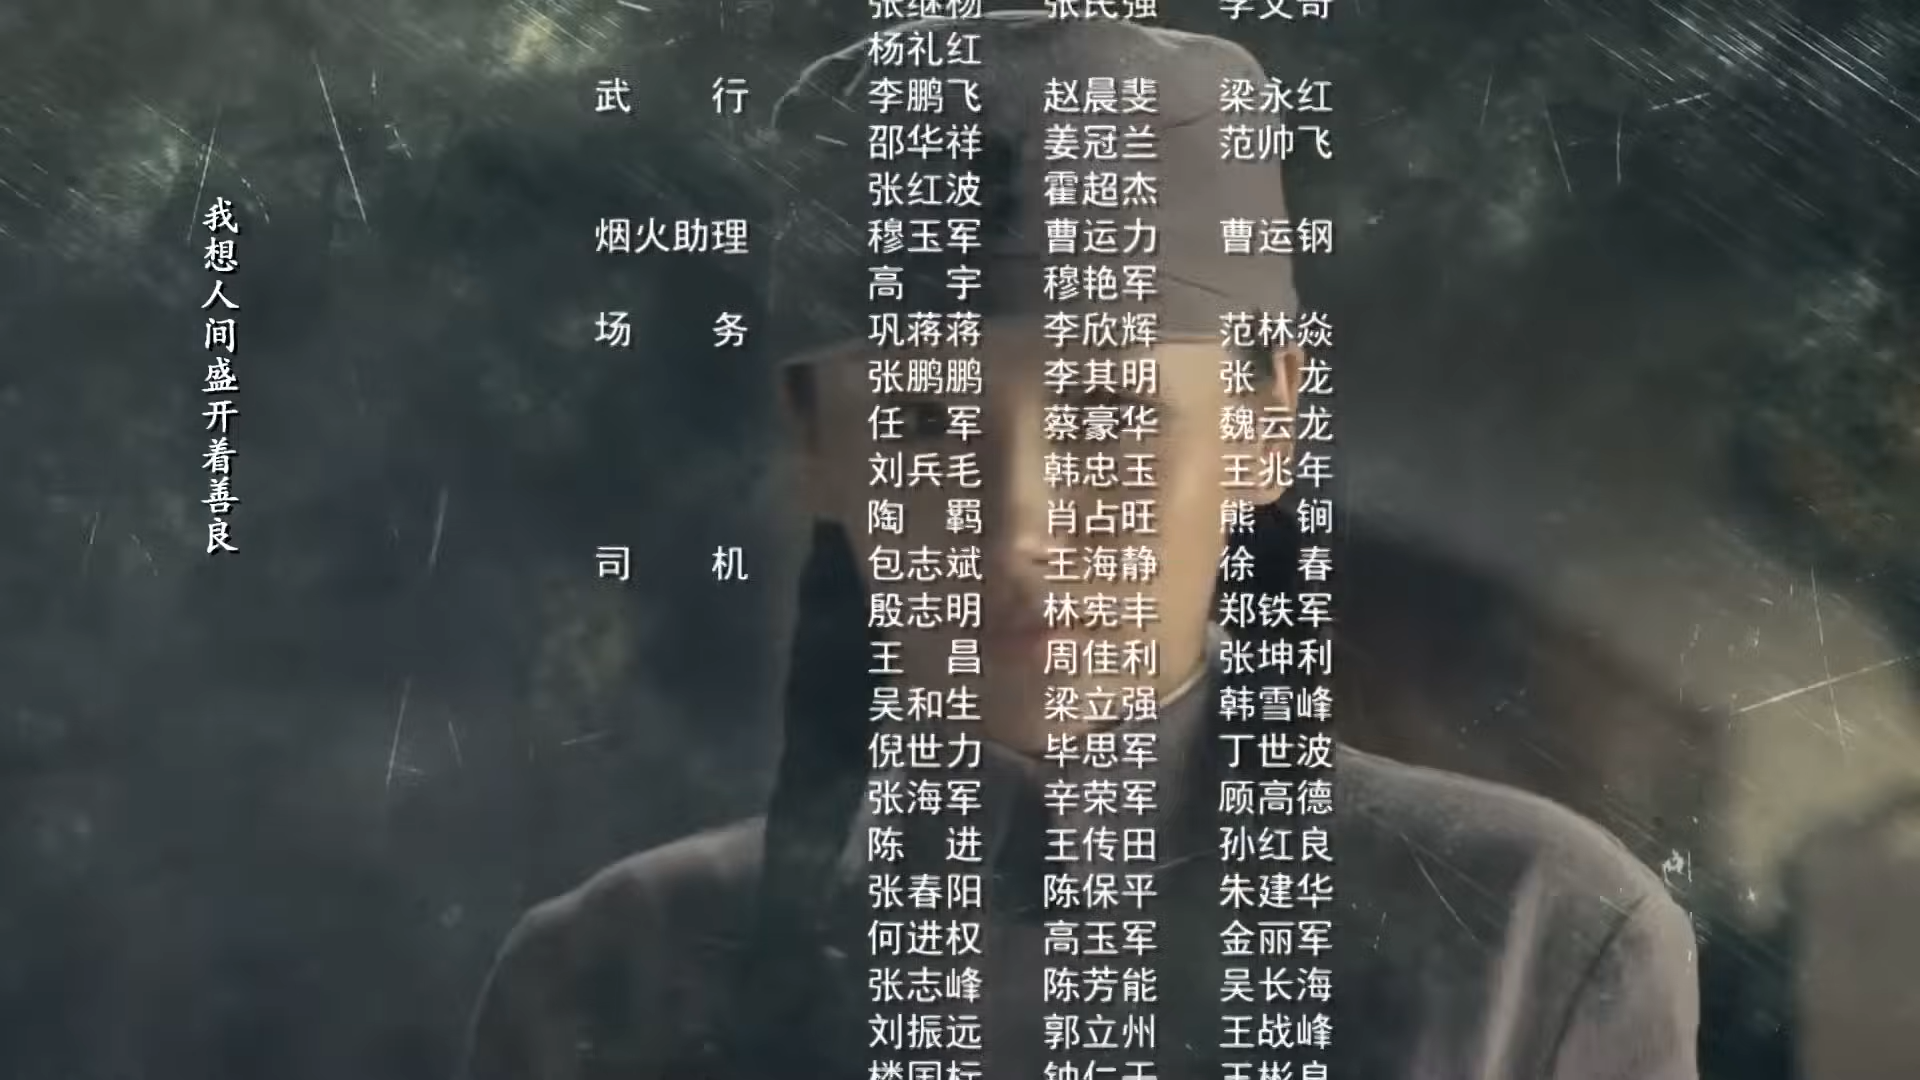 我想人间盛开着善良
张继杨 张民强 李文奇
杨礼红
武 行 李鹏飞 赵晨斐 梁永红
邵华祥 姜冠兰 范帅飞
张红波 霍超杰
烟火助理 穆玉军 曹运力 曹运钢
高 宇 穆艳军
场 务 巩蒋蒋 李欣辉 范林焱
张鹏鹏 李其明 张 龙
任 军 蔡豪华 魏云龙
刘兵毛 韩忠玉 王兆年
陶 羁 肖占旺 熊 锏
司 机 包志斌 王海静 徐 春
殷志明 林宪丰 郑铁军
王 昌 周佳利 张坤利
吴和生 梁立强 韩雪峰
倪世力 毕思军 丁世波
张海军 辛荣军 顾高德
陈 进 王传田 孙红良
张春阳 陈保平 朱建华
何进权 高玉军 金丽军
张志峰 陈芳能 吴长海
刘振远 郭立州 王战峰